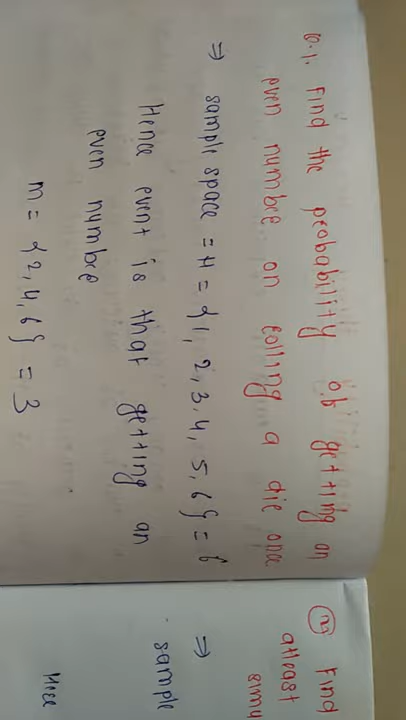 Q.1. Find the probability of getting an
even number on rolling a die once
⇒ sample space = n = {1, 2, 3, 4, 5, 6} = 6
Hence event is that getting an
even number
m = {2, 4, 6} = 3
(2) Find
atleast
⇒ sample
Here